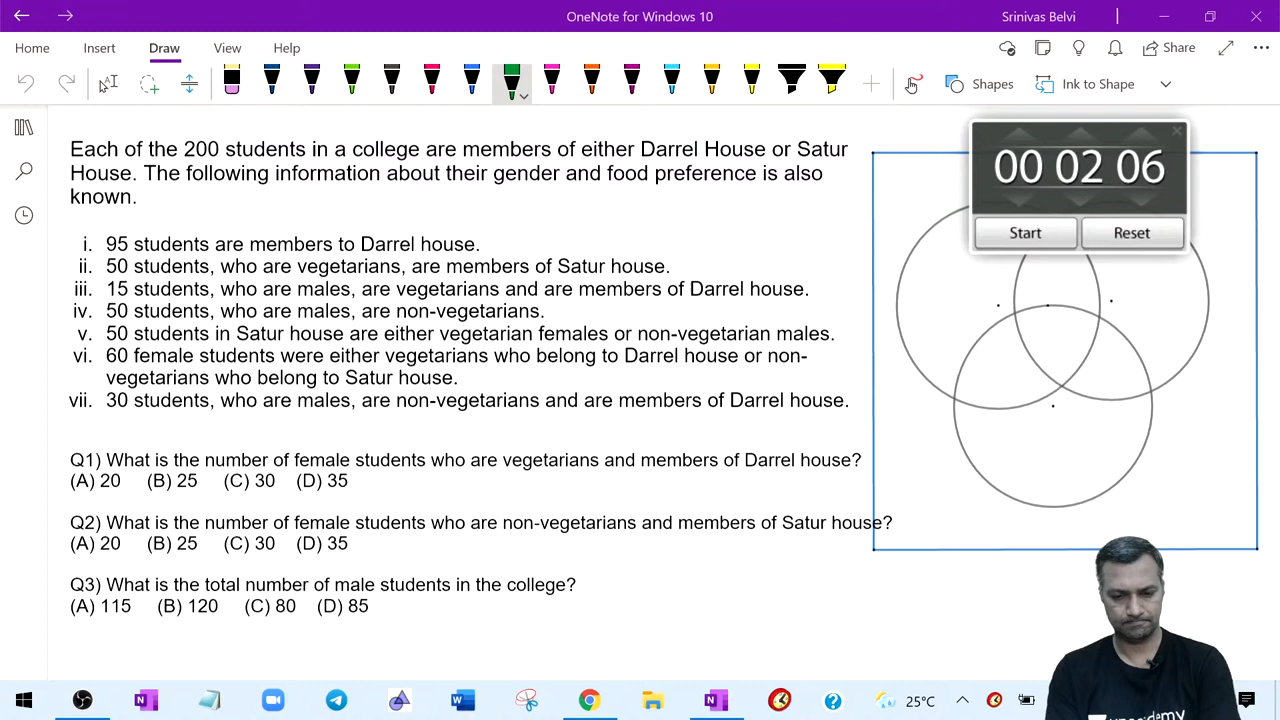 OneNote for Windows 10
Srinivas Belvi
Home Insert Draw View Help
Share
Shapes
Ink to Shape
Each of the 200 students in a college are members of either Darrel House or Satur
House. The following information about their gender and food preference is also
known.
00 02 06
Start Reset
i. 95 students are members to Darrel house.
ii. 50 students, who are vegetarians, are members of Satur house.
iii. 15 students, who are males, are vegetarians and are members of Darrel house.
iv. 50 students, who are males, are non-vegetarians.
v. 50 students in Satur house are either vegetarian females or non-vegetarian males.
vi. 60 female students were either vegetarians who belong to Darrel house or non-
vegetarians who belong to Satur house.
vii. 30 students, who are males, are non-vegetarians and are members of Darrel house.
Q1) What is the number of female students who are vegetarians and members of Darrel house?
(A) 20 (B) 25 (C) 30 (D) 35
Q2) What is the number of female students who are non-vegetarians and members of Satur house?
(A) 20 (B) 25 (C) 30 (D) 35
Q3) What is the total number of male students in the college?
(A) 115 (B) 120 (C) 80 (D) 85
25°C